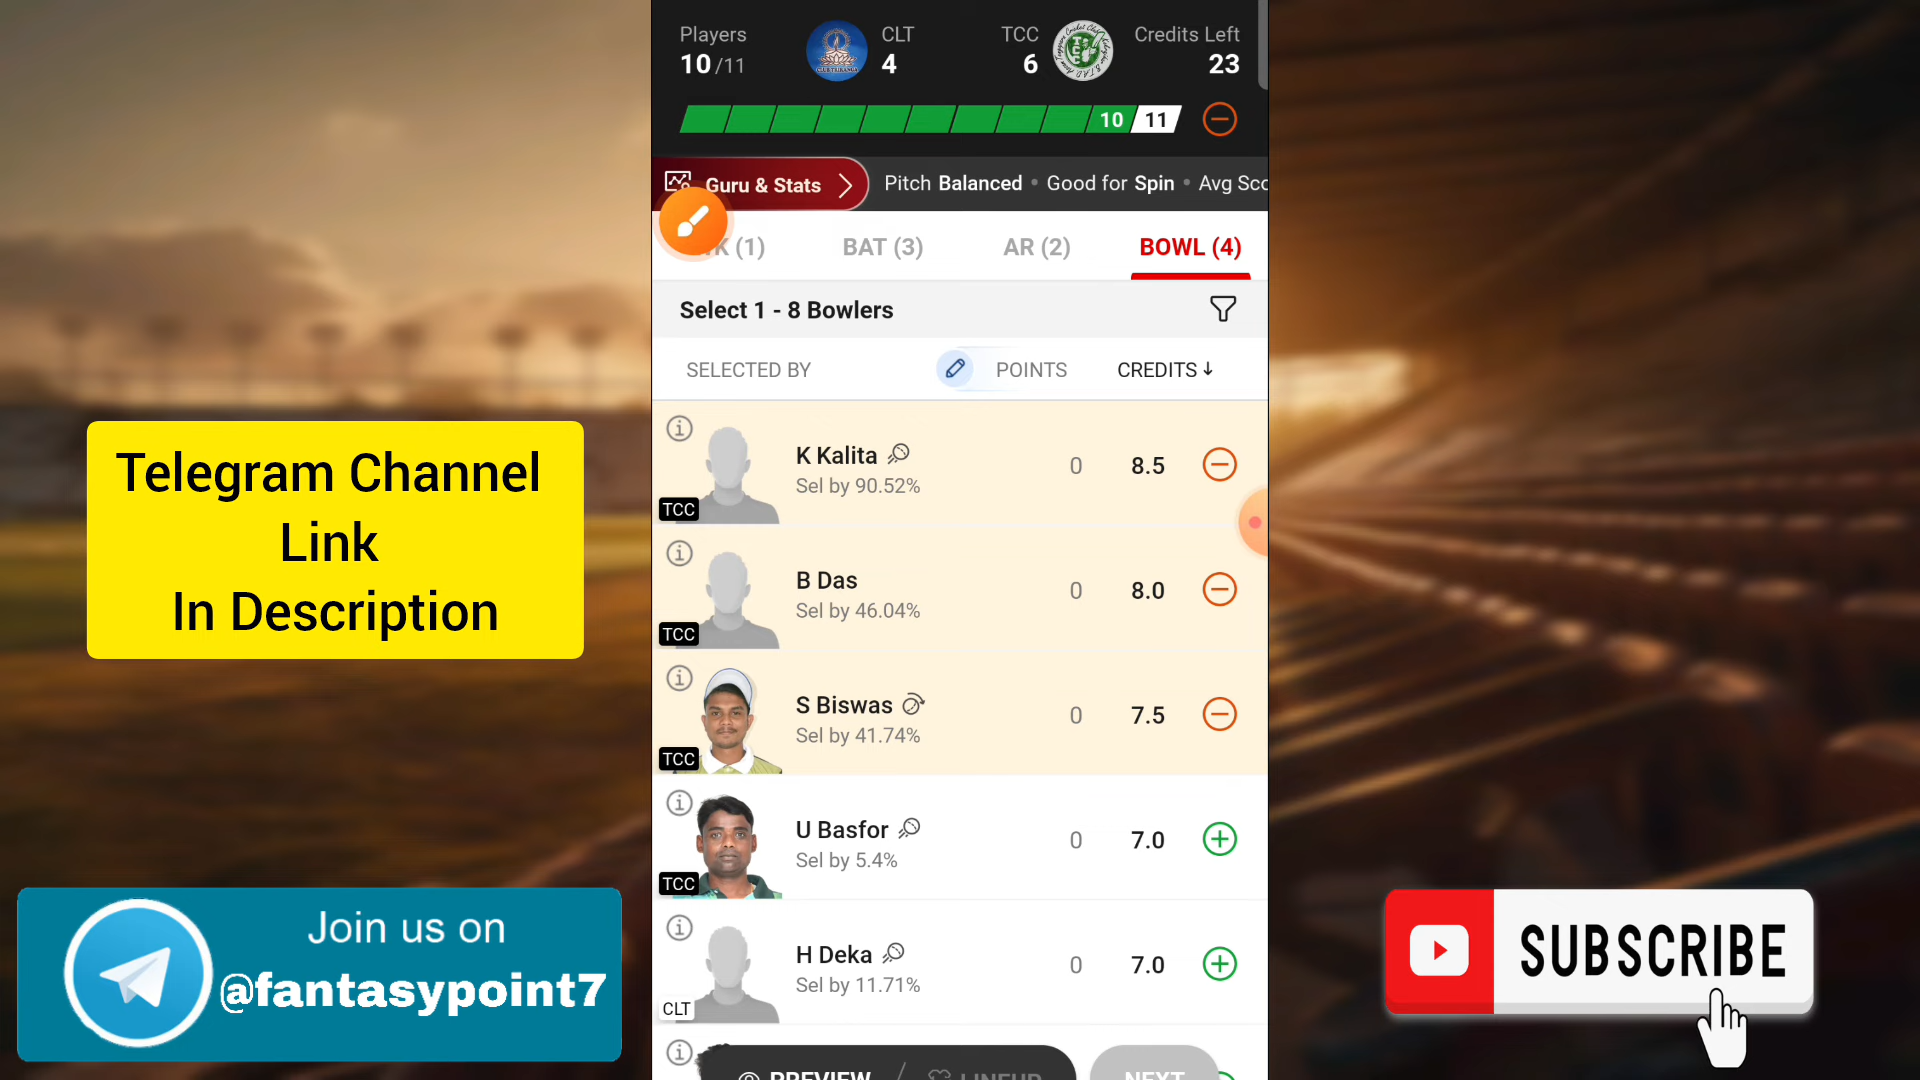 Players
10 /11
CLT
4
TCC
6
Credits Left
23
10
11
Guru & Stats
Pitch Balanced • Good for Spin • Avg Sco
K (1)
BAT (3)
AR (2)
BOWL (4)
Select 1 - 8 Bowlers
SELECTED BY
POINTS
CREDITS
K Kalita
Sel by 90.52%
0
8.5
TCC
B Das
Sel by 46.04%
0
8.0
TCC
S Biswas
Sel by 41.74%
0
7.5
TCC
U Basfor
Sel by 5.4%
0
7.0
TCC
H Deka
Sel by 11.71%
0
7.0
CLT
PREVIEW
LINEUP
NEXT
Telegram Channel
Link
In Description
Join us on
@fantasypoint7
SUBSCRIBE